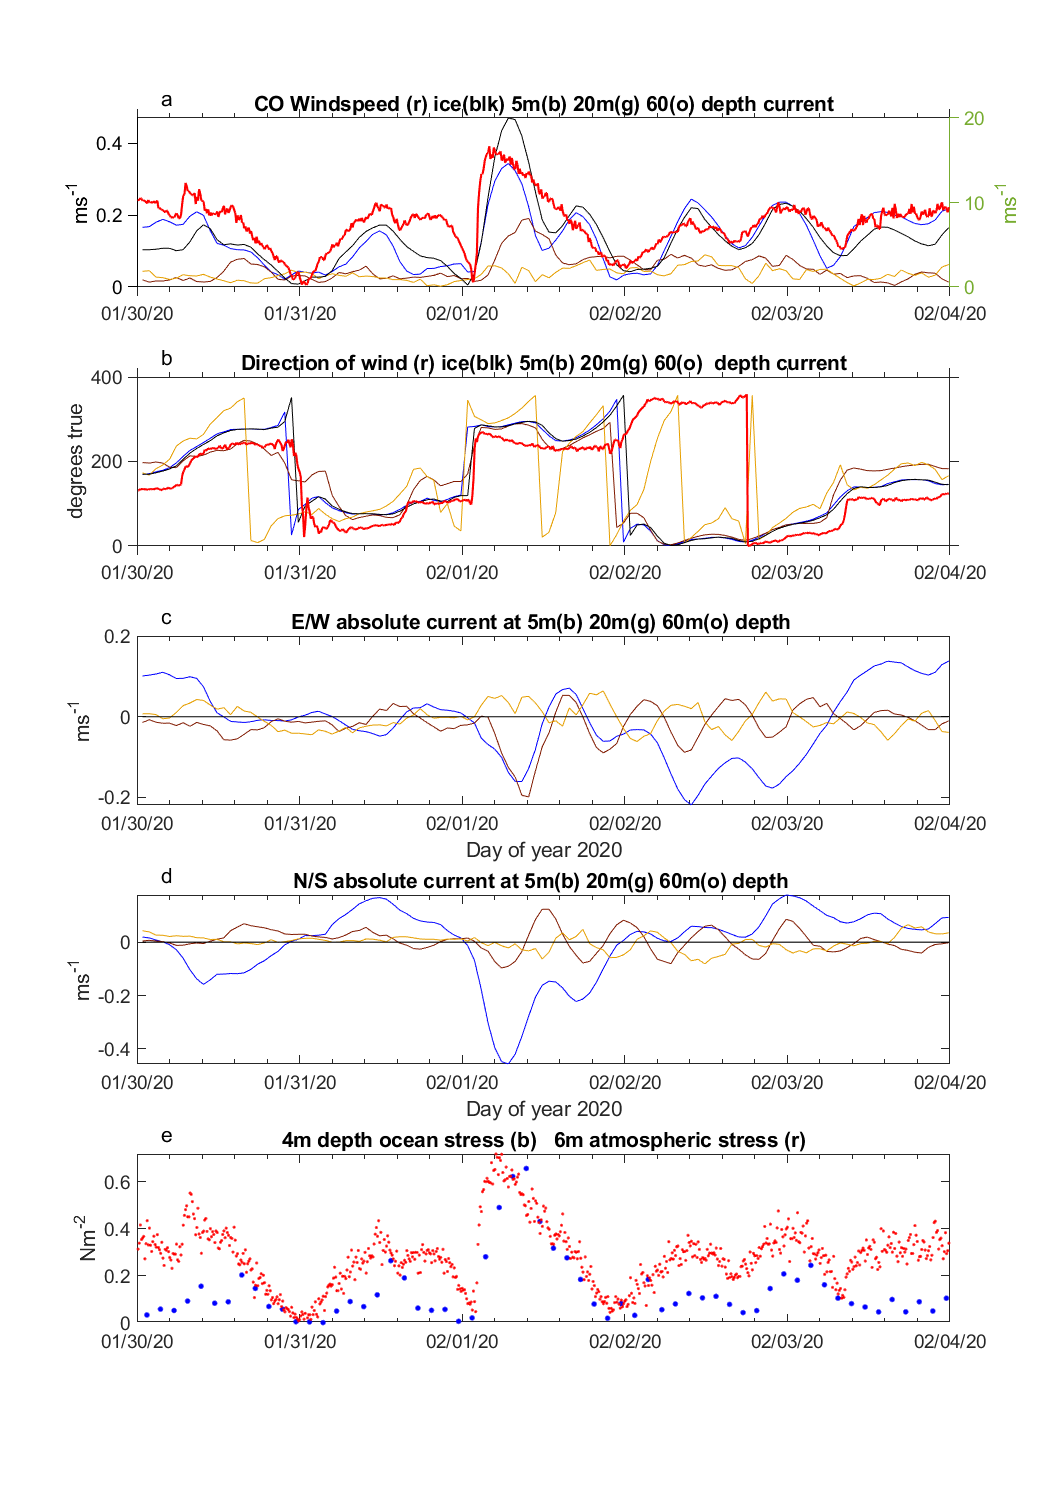 a
CO Windspeed (r) ice(blk) 5m(b) 20m(g) 60(o) depth current
0.4
0.2
0
ms-1
20
10
0
ms-1
01/30/20 01/31/20 02/01/20 02/02/20 02/03/20 02/04/20
b
Direction of wind (r) ice(blk) 5m(b) 20m(g) 60(o) depth current
400
200
0
degrees true
01/30/20 01/31/20 02/01/20 02/02/20 02/03/20 02/04/20
c
E/W absolute current at 5m(b) 20m(g) 60m(o) depth
0.2
0
-0.2
ms-1
01/30/20 01/31/20 02/01/20 02/02/20 02/03/20 02/04/20
Day of year 2020
d
N/S absolute current at 5m(b) 20m(g) 60m(o) depth
0
-0.2
-0.4
ms-1
01/30/20 01/31/20 02/01/20 02/02/20 02/03/20 02/04/20
Day of year 2020
e
4m depth ocean stress (b) 6m atmospheric stress (r)
0.6
0.4
0.2
0
Nm-2
01/30/20 01/31/20 02/01/20 02/02/20 02/03/20 02/04/20